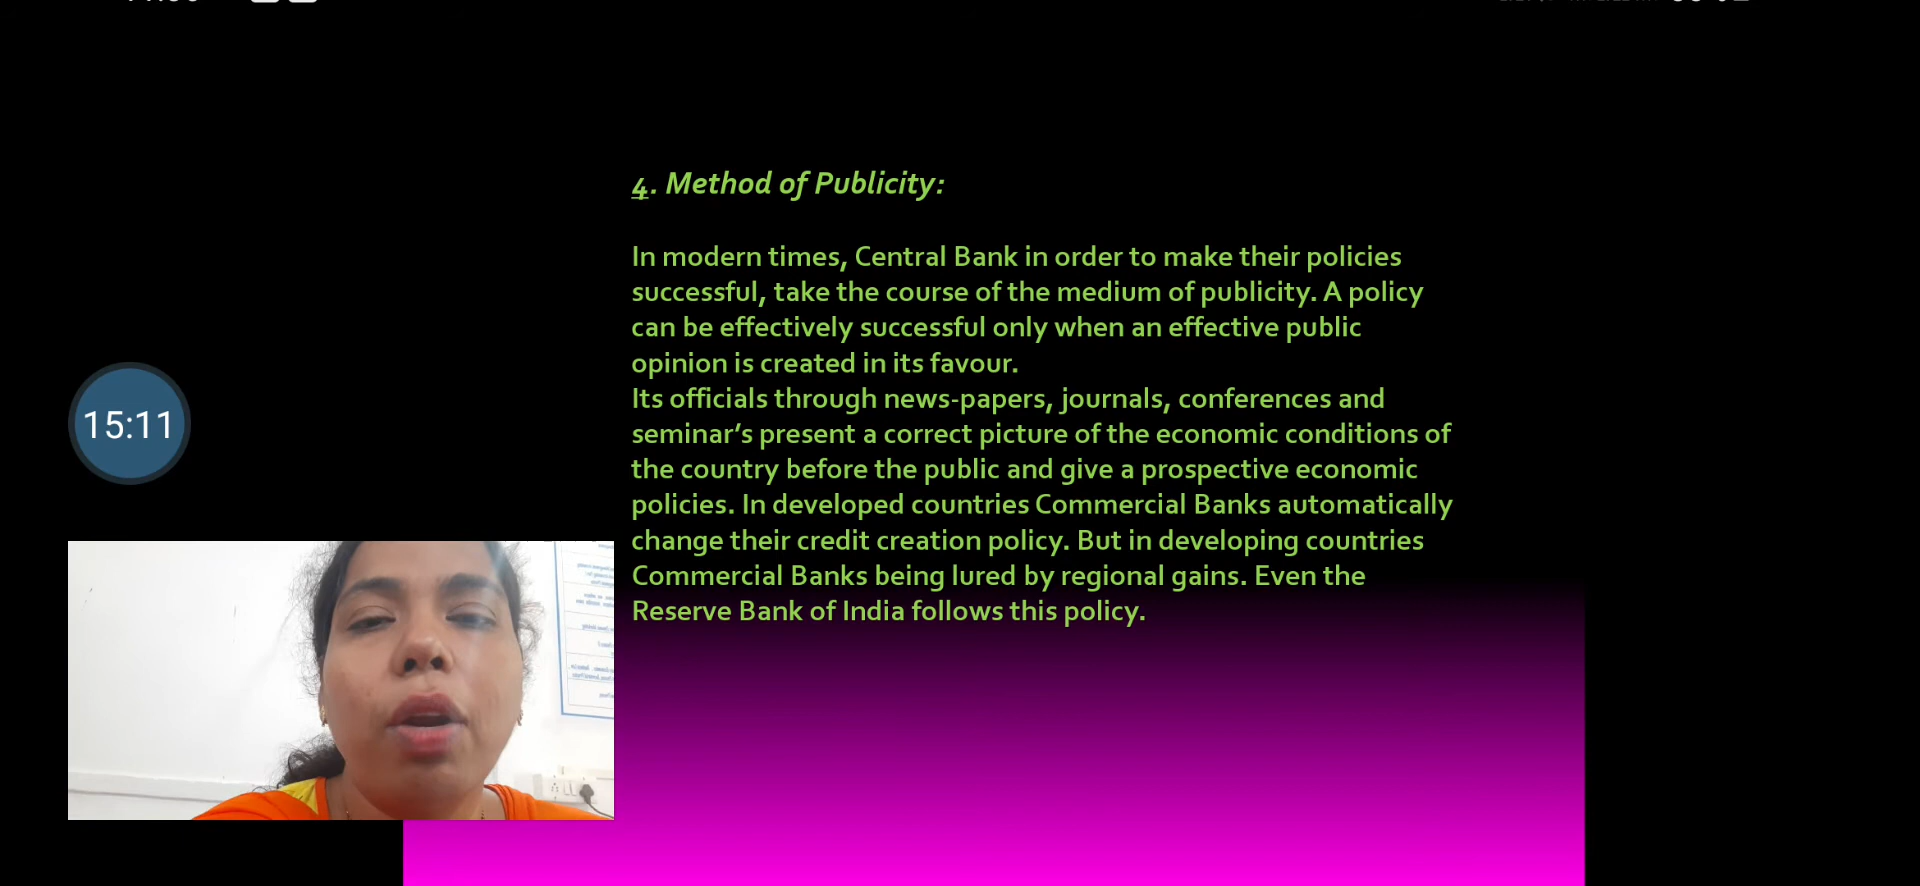 4. Method of Publicity:
In modern times, Central Bank in order to make their policies
successful, take the course of the medium of publicity. A policy
can be effectively successful only when an effective public
opinion is created in its favour.
Its officials through news-papers, journals, conferences and
seminar’s present a correct picture of the economic conditions of
the country before the public and give a prospective economic
policies. In developed countries Commercial Banks automatically
change their credit creation policy. But in developing countries
Commercial Banks being lured by regional gains. Even the
Reserve Bank of India follows this policy.
15:11